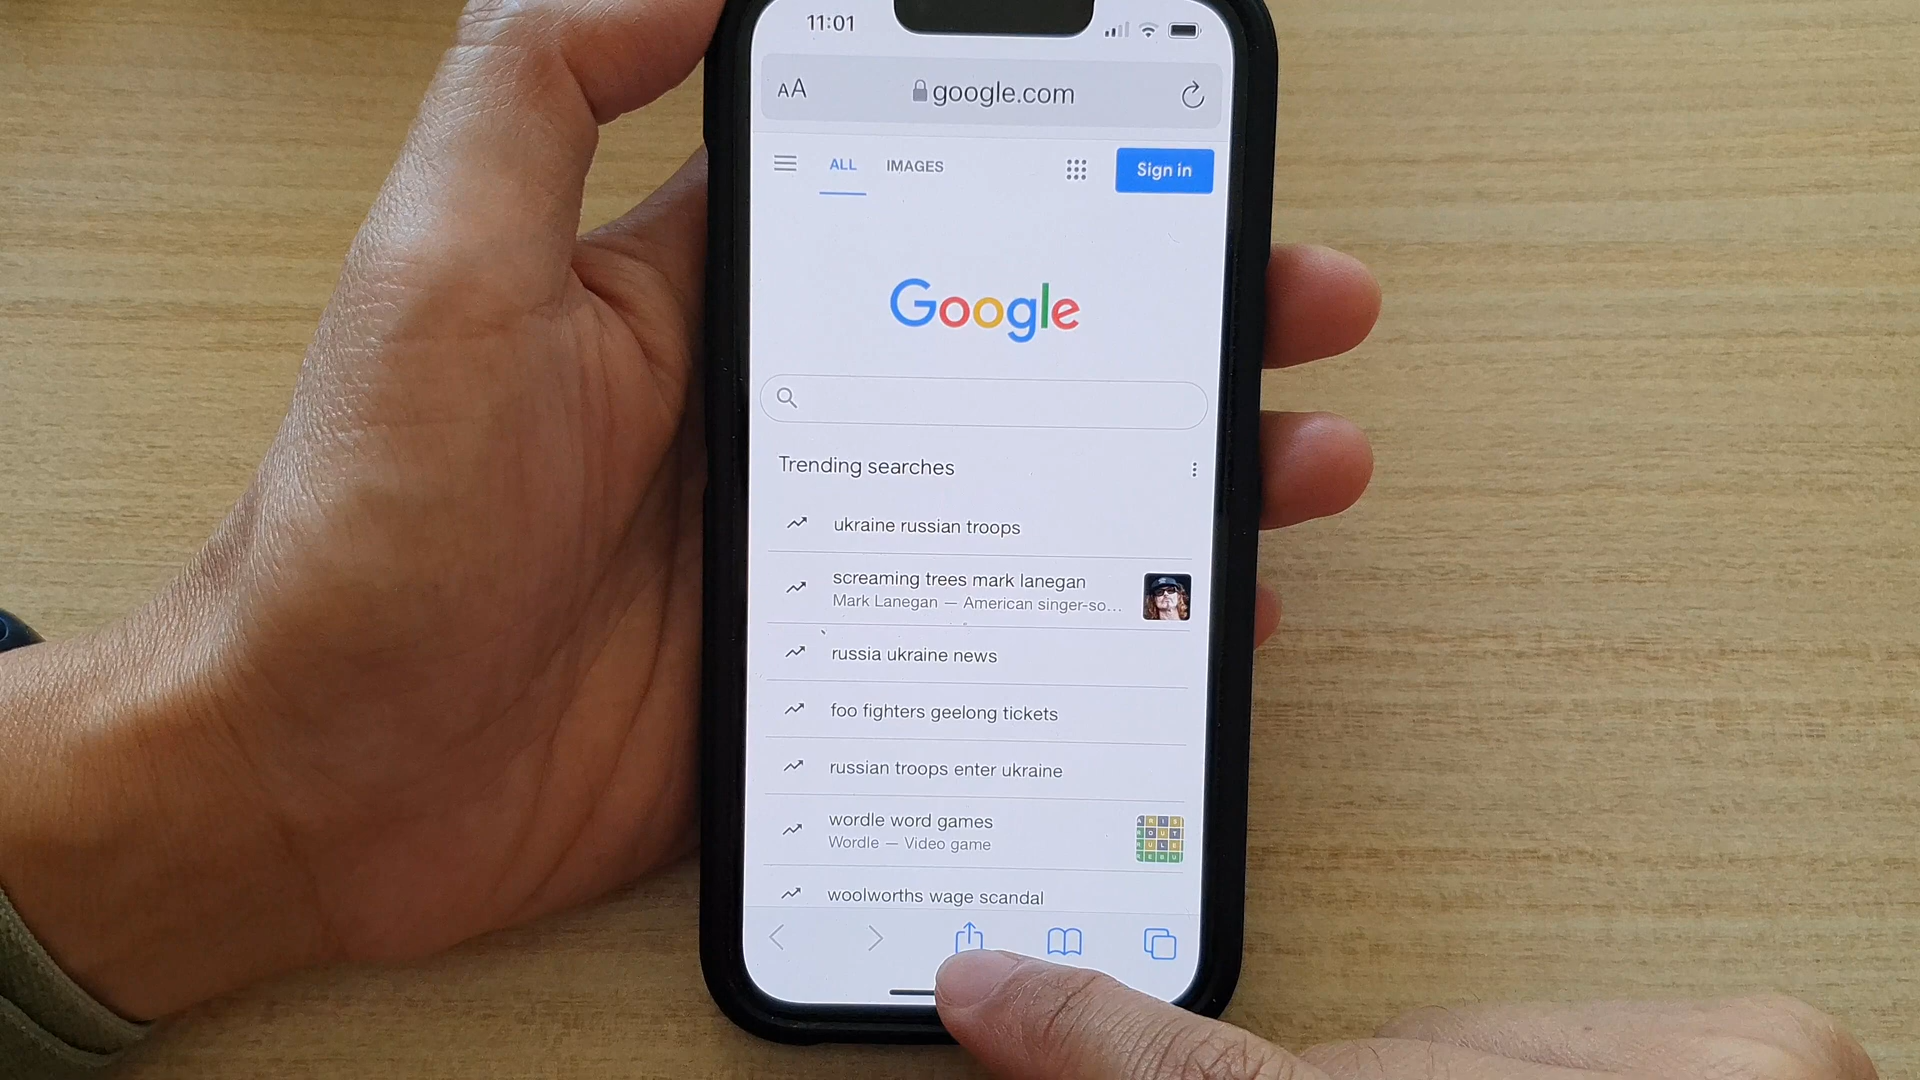 11:01
AA google.com
ALL IMAGES Sign in
Google
Trending searches
ukraine russian troops
screaming trees mark lanegan
Mark Lanegan — American singer-so...
russia ukraine news
foo fighters geelong tickets
russian troops enter ukraine
wordle word games
Wordle — Video game
woolworths wage scandal